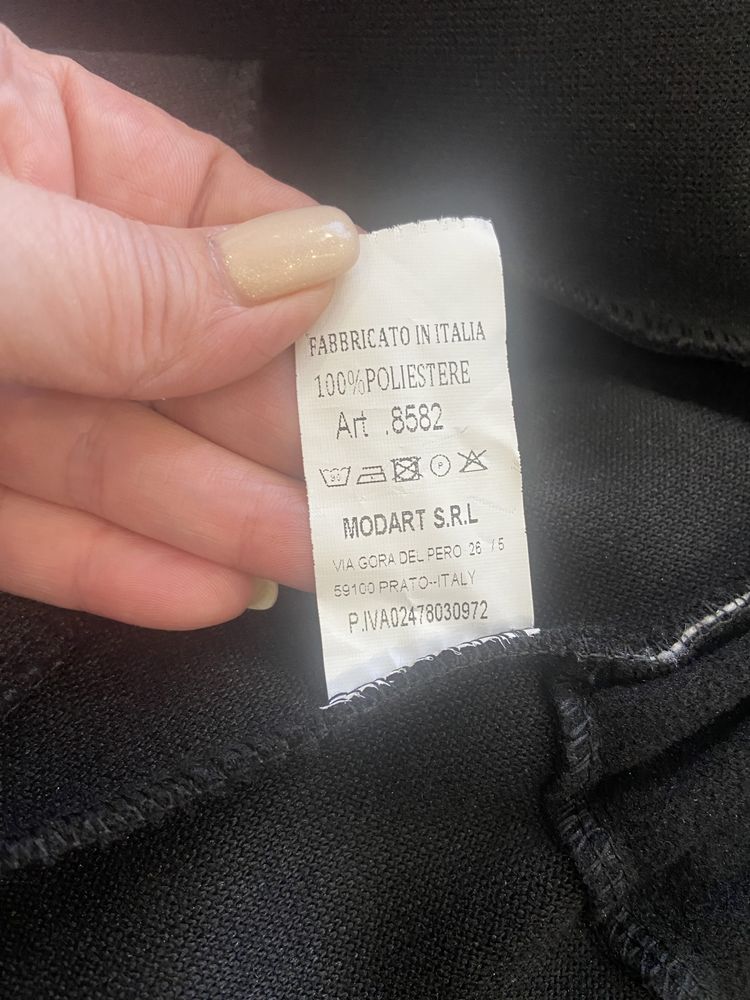 FABBRICATO IN ITALIA
100%POLIESTERE
Art .8582
P
MODART S.R.L
VIA GORA DEL PERO 26 /5
59100 PRATO--ITALY
P.IVA02478030972